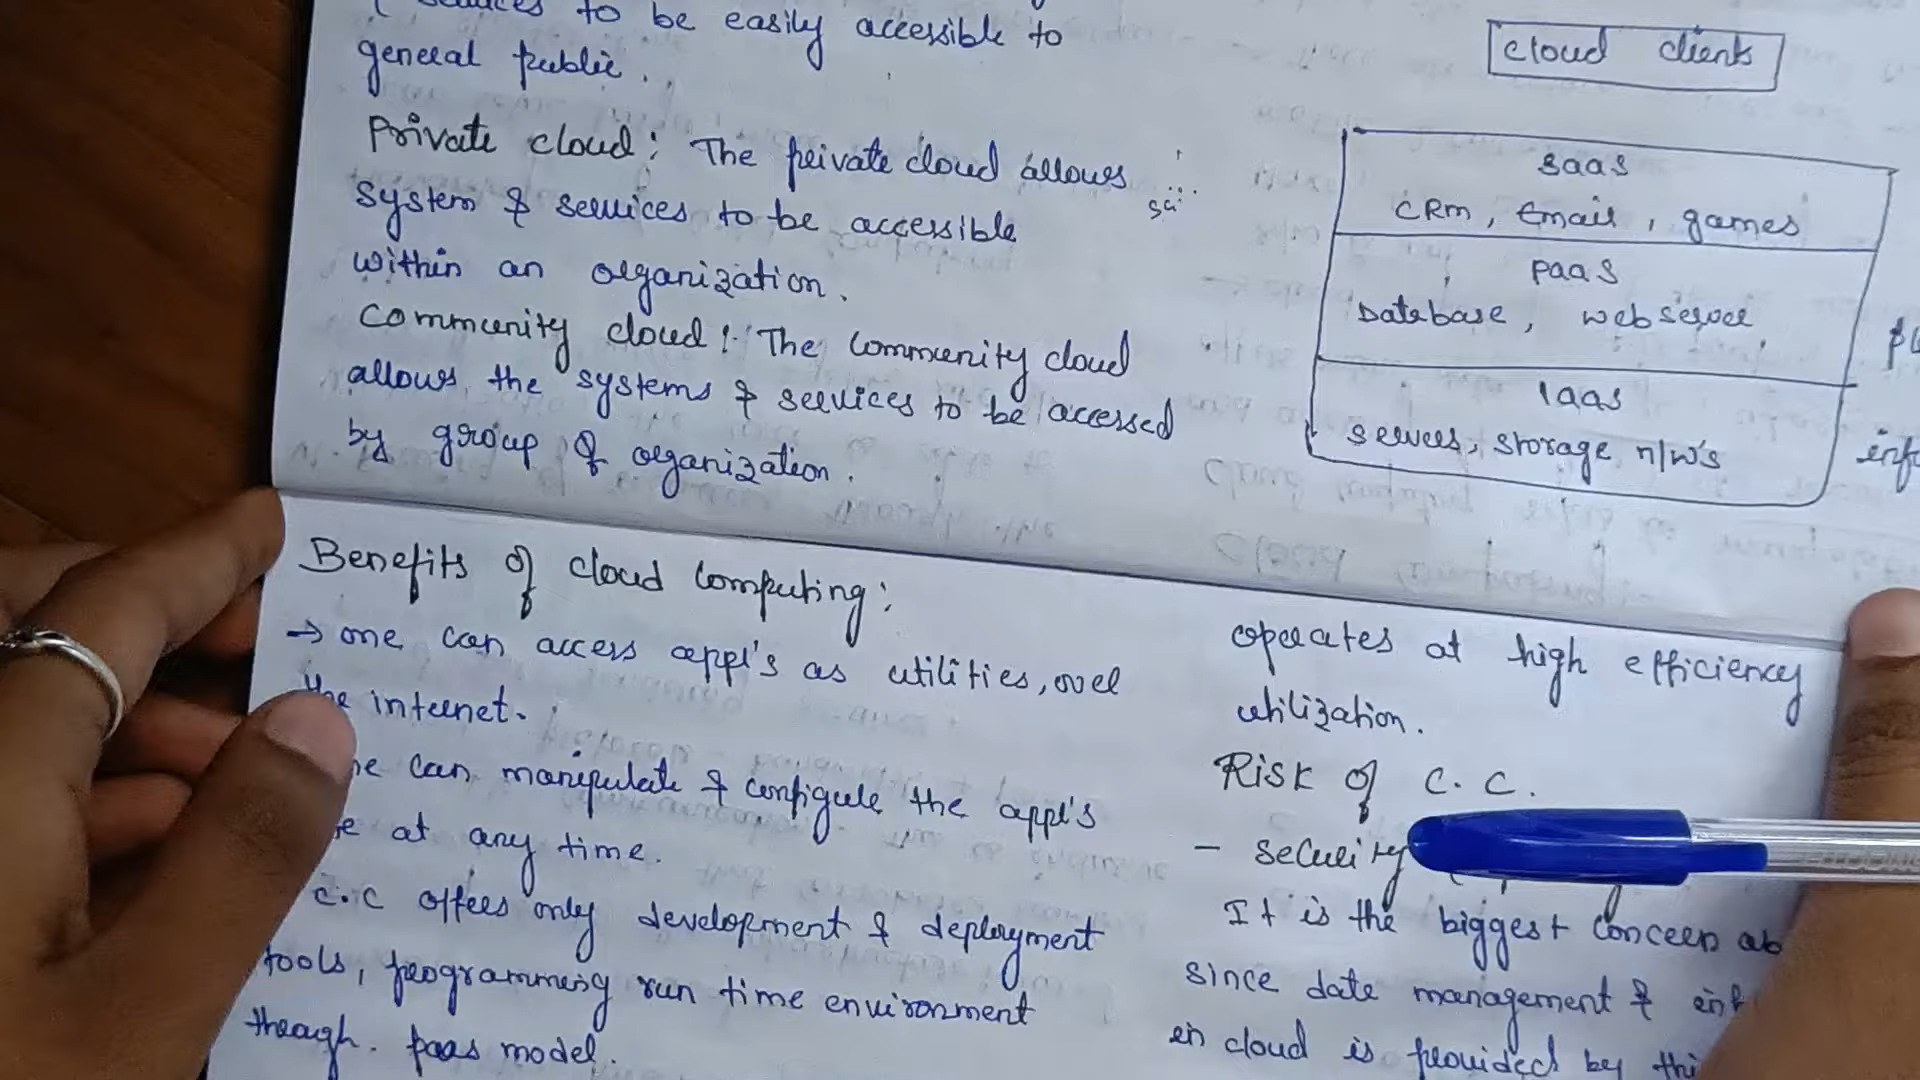 services to be easily accessible to
general public.
Private cloud: The private cloud allows
system & services to be accessible
within an organization.
Community cloud: The Community cloud
allows the systems & services to be accessed
by group of organization.
cloud clients
SaaS
CRM, Email, games
PaaS
Database, web server
IaaS
servers, storage n/w's
Benefits of cloud computing:
→ one can access appl's as utilities, over
the internet.
can manipulate & configure the appl's
at any time.
C.C offers only development & deployment
tools, programming run time environment
though. paas model.
operates at high efficiency
utilization.
Risk of C.C.
- Security
It is the biggest concern
since date management &
in cloud is provided by